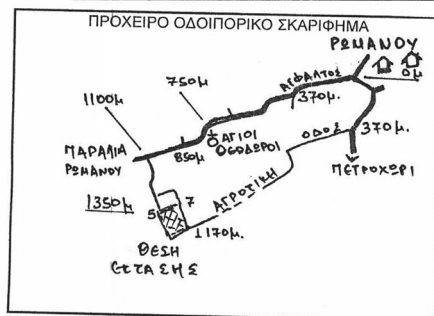 ΠΡΟΧΕΙΡΟ ΟΔΟΙΠΟΡΙΚΟ ΣΚΑΡΙΦΗΜΑ
ΡΩΜΑΝΟΥ
0μ
ΑΣΦΑΛΤΟΣ
750μ
370μ.
1100μ
ΑΓΙΟΙ
ΘΕΟΔΩΡΟΙ
ΟΔΟΣ
370μ.
ΠΑΡΑΛΙΑ
ΡΩΜΑΝΟΥ
850μ
ΠΕΤΡΟΧΩΡΙ
1350μ
5
7
ΑΓΡΟΤΙΚΗ
1170μ.
ΘΕΣΗ
ΕΞΕΤΑΣΗΣ